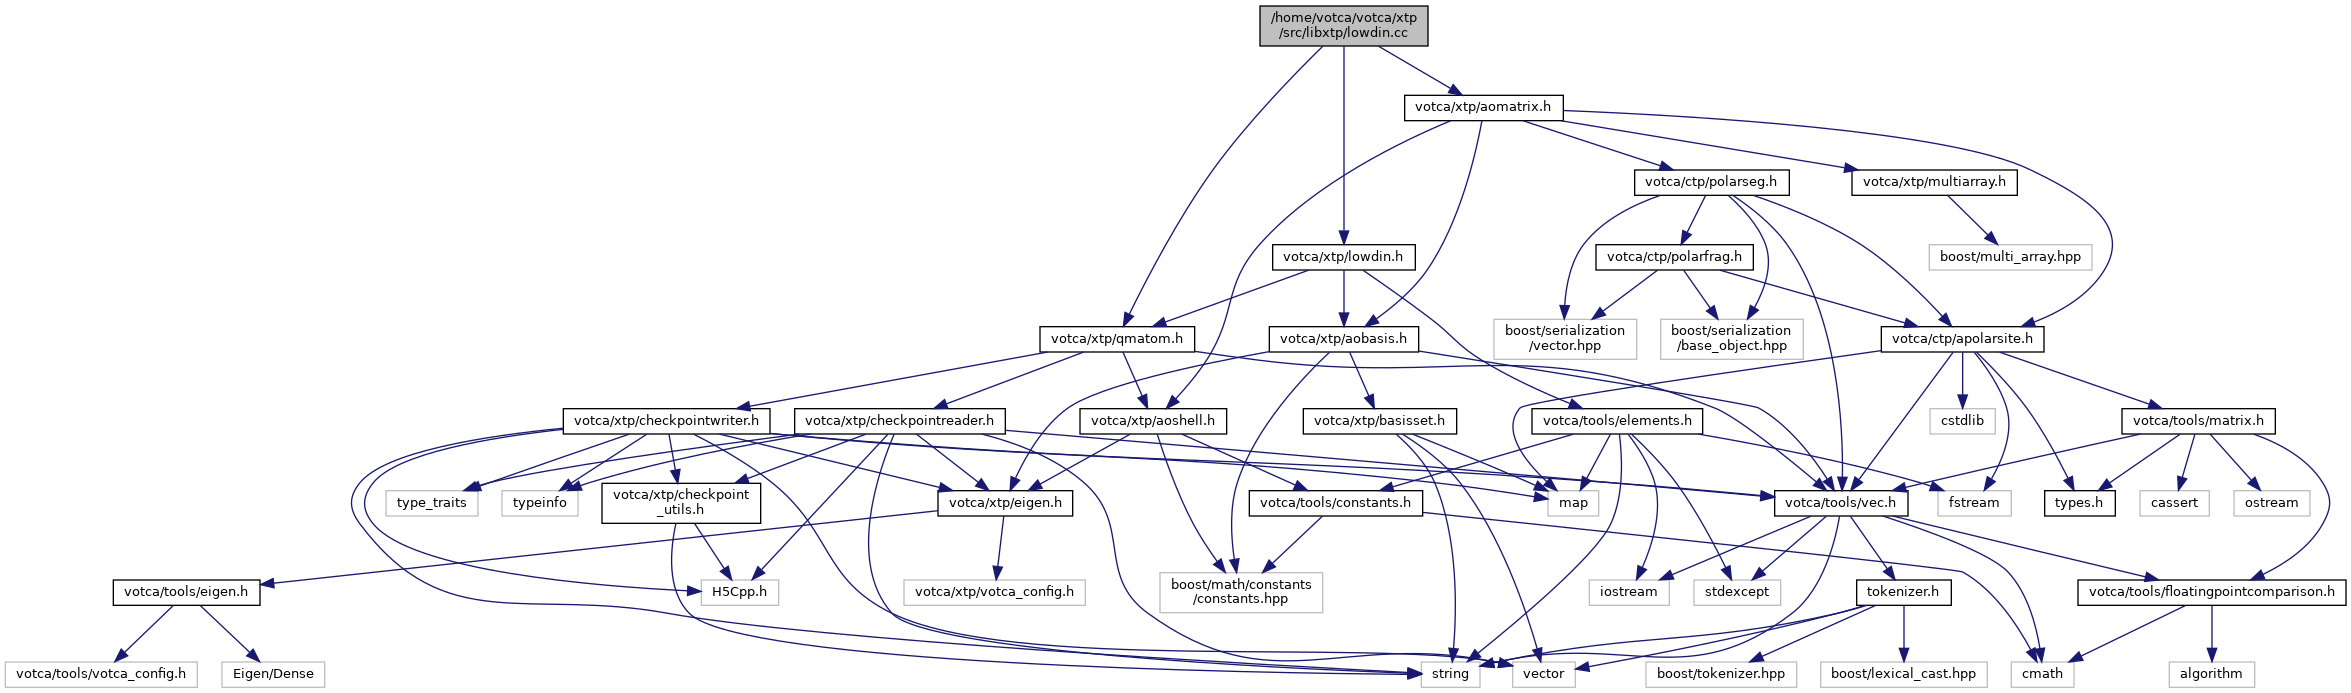 /home/votca/votca/xtp
/src/libxtp/lowdin.cc
votca/xtp/aomatrix.h
votca/ctp/polarseg.h
votca/xtp/multiarray.h
votca/xtp/lowdin.h
votca/ctp/polarfrag.h
boost/multi_array.hpp
votca/xtp/qmatom.h
votca/xtp/aobasis.h
boost/serialization
/vector.hpp
boost/serialization
/base_object.hpp
votca/ctp/apolarsite.h
votca/xtp/checkpointwriter.h
votca/xtp/checkpointreader.h
votca/xtp/aoshell.h
votca/xtp/basisset.h
votca/tools/elements.h
cstdlib
votca/tools/matrix.h
type_traits
typeinfo
votca/xtp/checkpoint
_utils.h
votca/xtp/eigen.h
votca/tools/constants.h
map
votca/tools/vec.h
fstream
types.h
cassert
ostream
votca/tools/eigen.h
H5Cpp.h
votca/xtp/votca_config.h
boost/math/constants
/constants.hpp
iostream
stdexcept
tokenizer.h
votca/tools/floatingpointcomparison.h
votca/tools/votca_config.h
Eigen/Dense
string
vector
boost/tokenizer.hpp
boost/lexical_cast.hpp
cmath
algorithm